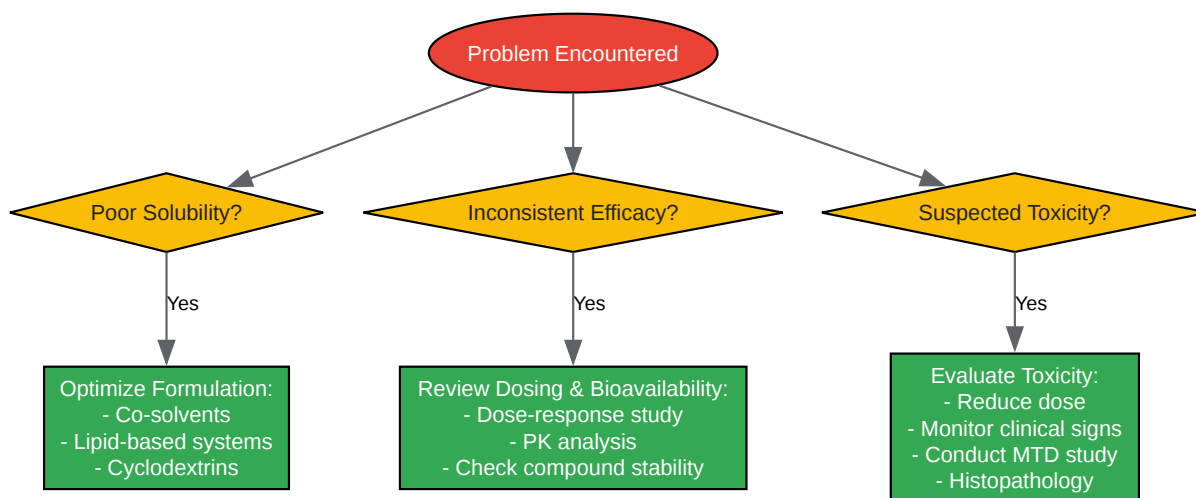 Problem Encountered
Poor Solubility?
Inconsistent Efficacy?
Suspected Toxicity?
Yes
Yes
Yes
Optimize Formulation:
- Co-solvents
- Lipid-based systems
- Cyclodextrins
Review Dosing & Bioavailability:
- Dose-response study
- PK analysis
- Check compound stability
Evaluate Toxicity:
- Reduce dose
- Monitor clinical signs
- Conduct MTD study
- Histopathology